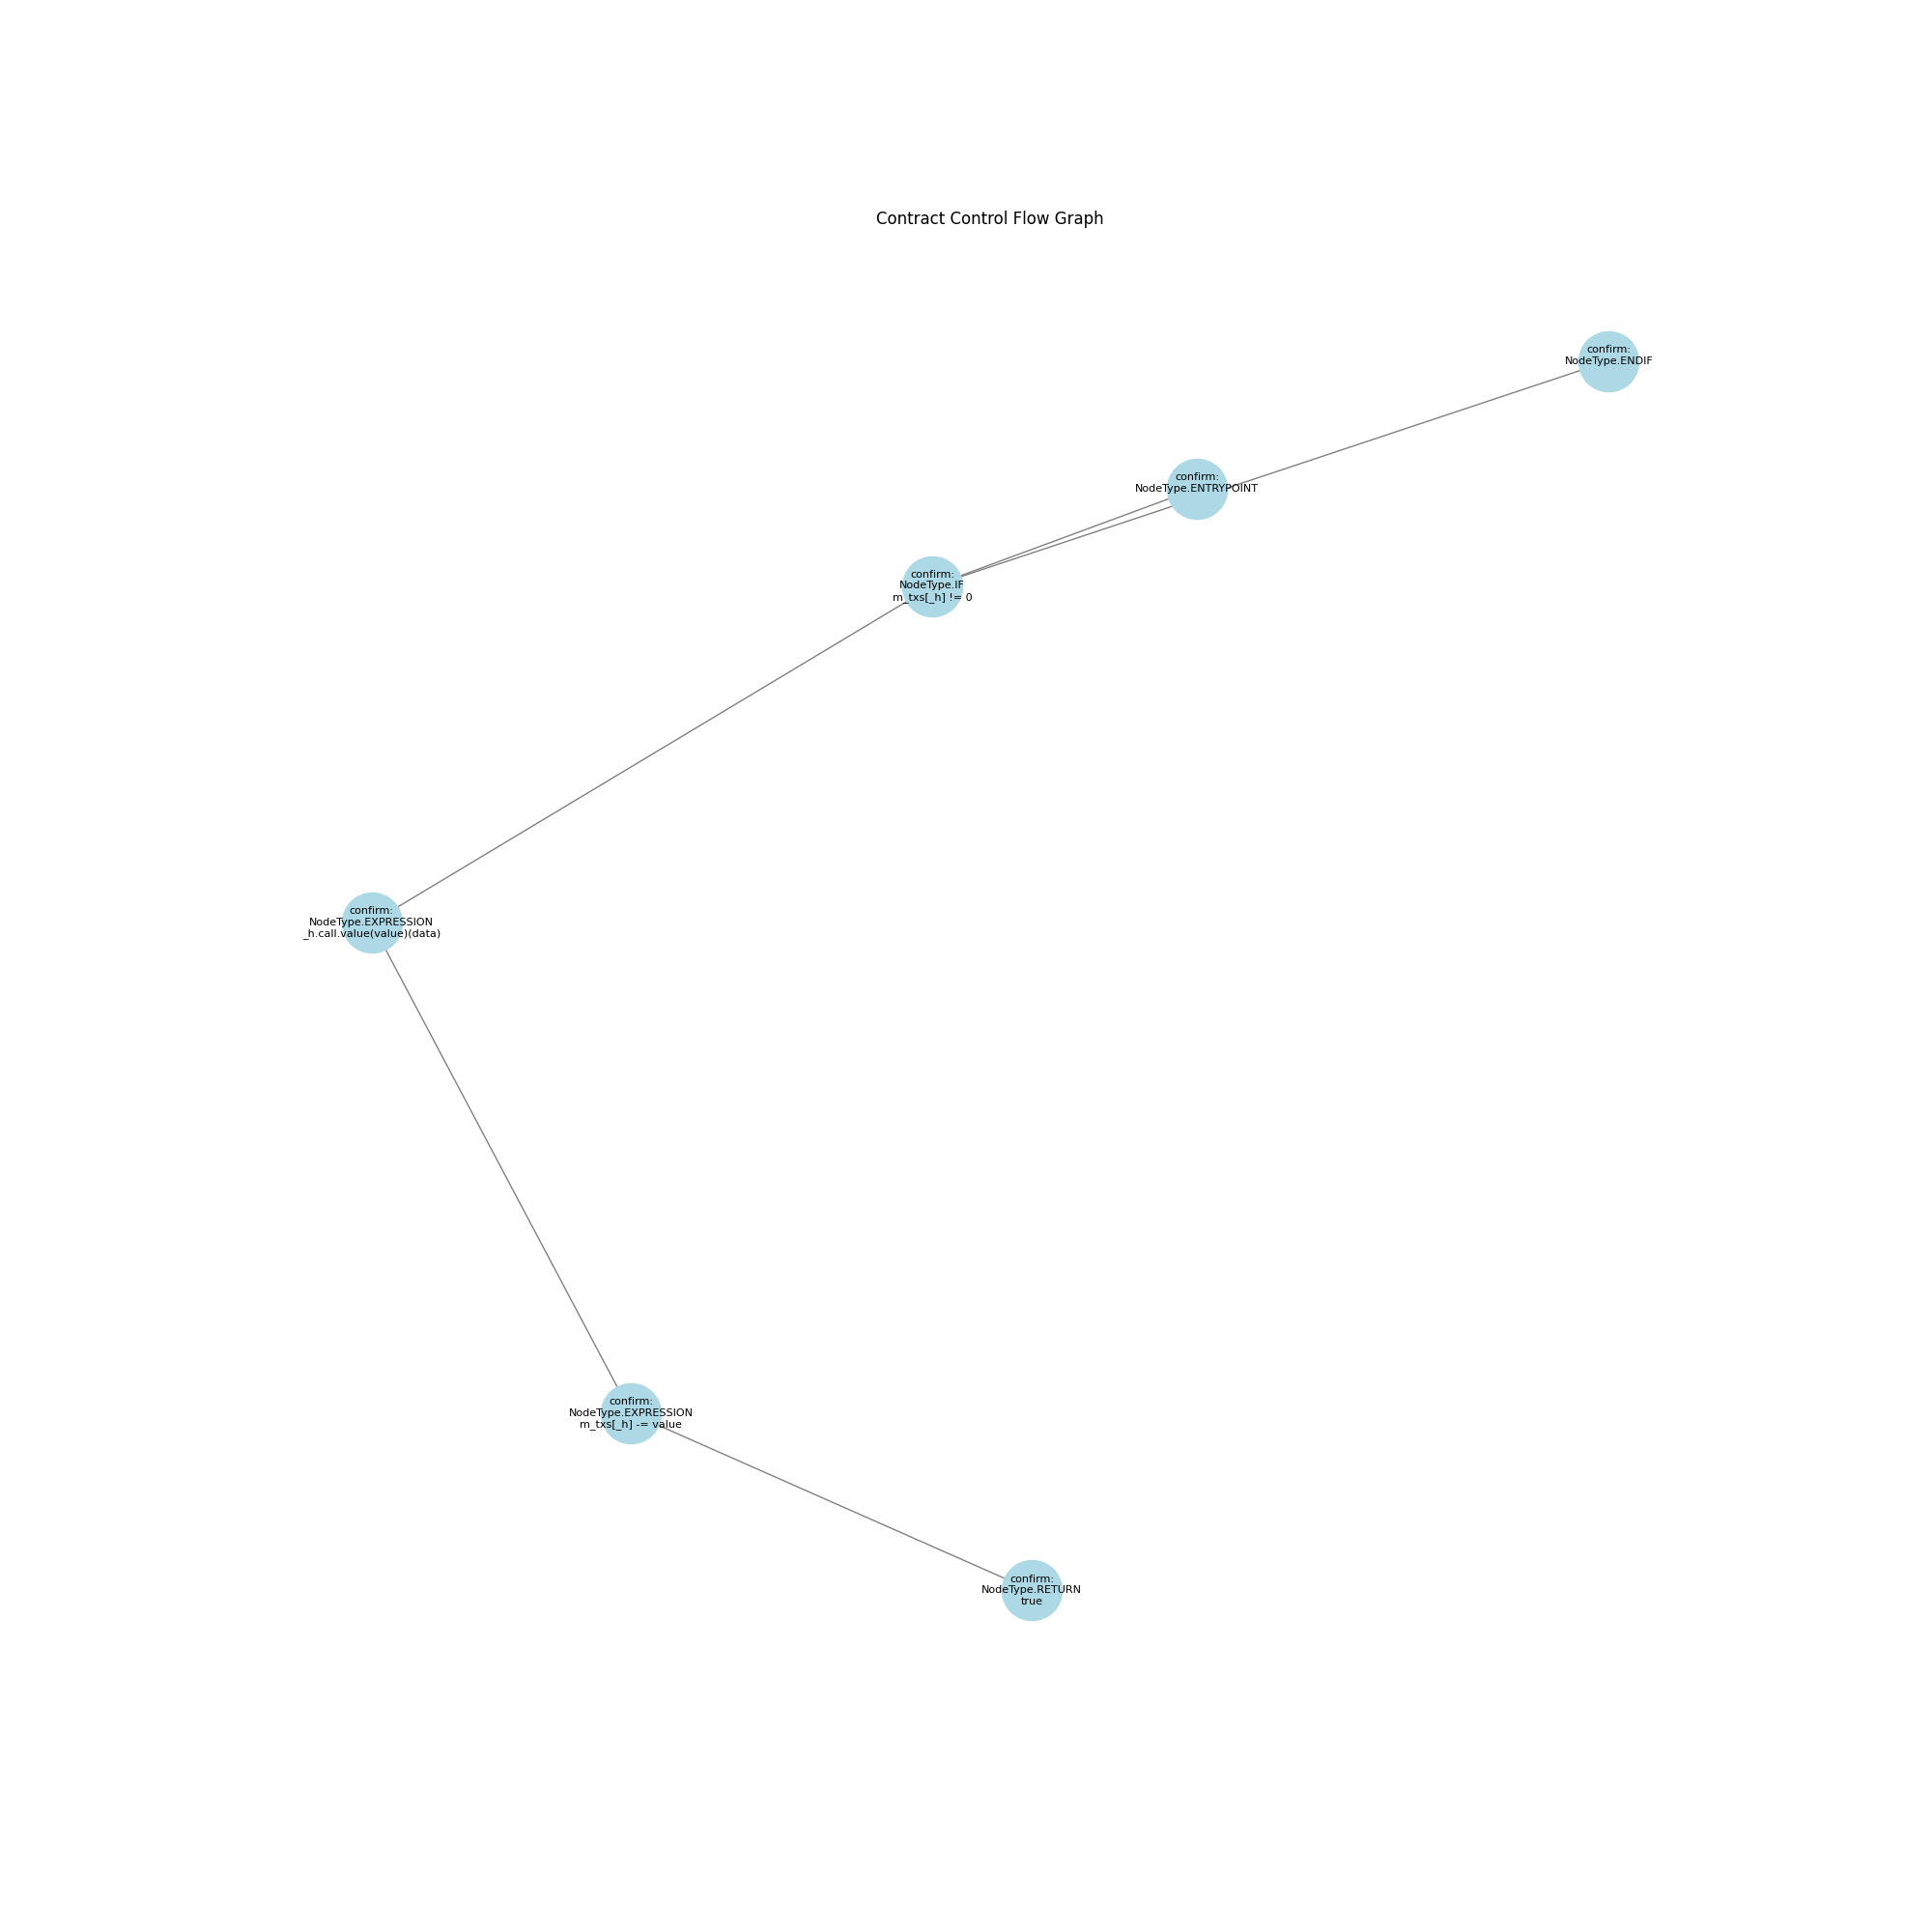 Contract Control Flow Graph
confirm:
NodeType.ENDIF
confirm:
NodeType.ENTRYPOINT
confirm:
NodeType.IF
m_txs[_h] != 0
confirm:
NodeType.EXPRESSION
_h.call.value(value)(data)
confirm:
NodeType.EXPRESSION
m_txs[_h] -= value
confirm:
NodeType.RETURN
true